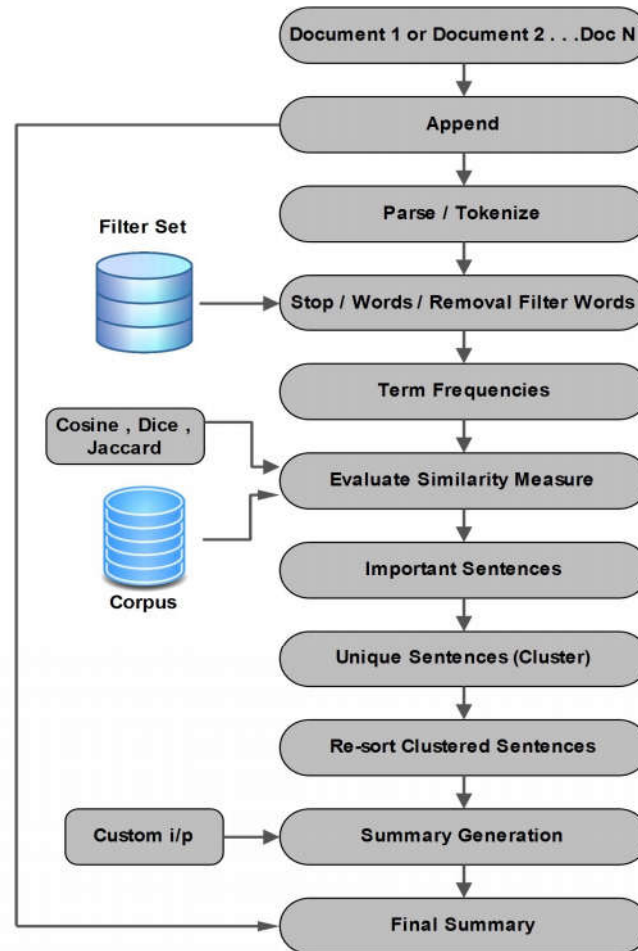 Document 1 or Document 2 . . .Doc N
Append
Parse / Tokenize
Filter Set
Stop / Words / Removal Filter Words
Term Frequencies
Cosine , Dice ,
Jaccard
Evaluate Similarity Measure
Corpus
Important Sentences
Unique Sentences (Cluster)
Re-sort Clustered Sentences
Custom i/p
Summary Generation
Final Summary